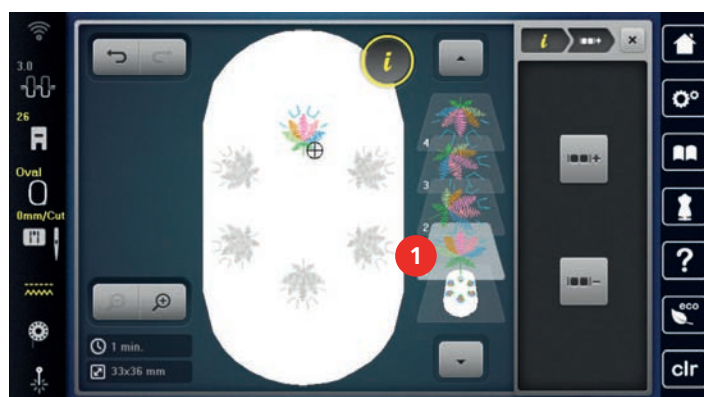 3.0
26
Oval
0mm/Cut
1 min.
33x36 mm
i
4
3
2
1
i
+
−
×
?
eco
clr